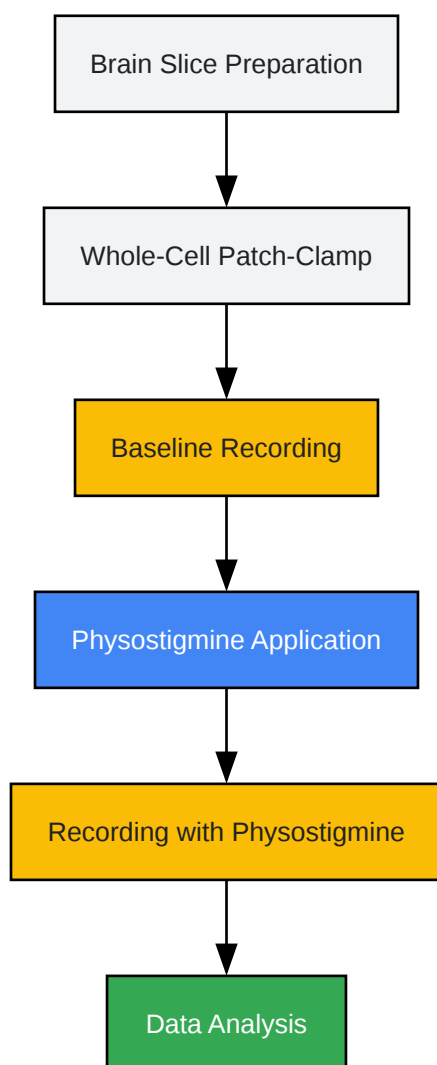 Brain Slice Preparation
Whole-Cell Patch-Clamp
Baseline Recording
Physostigmine Application
Recording with Physostigmine
Data Analysis